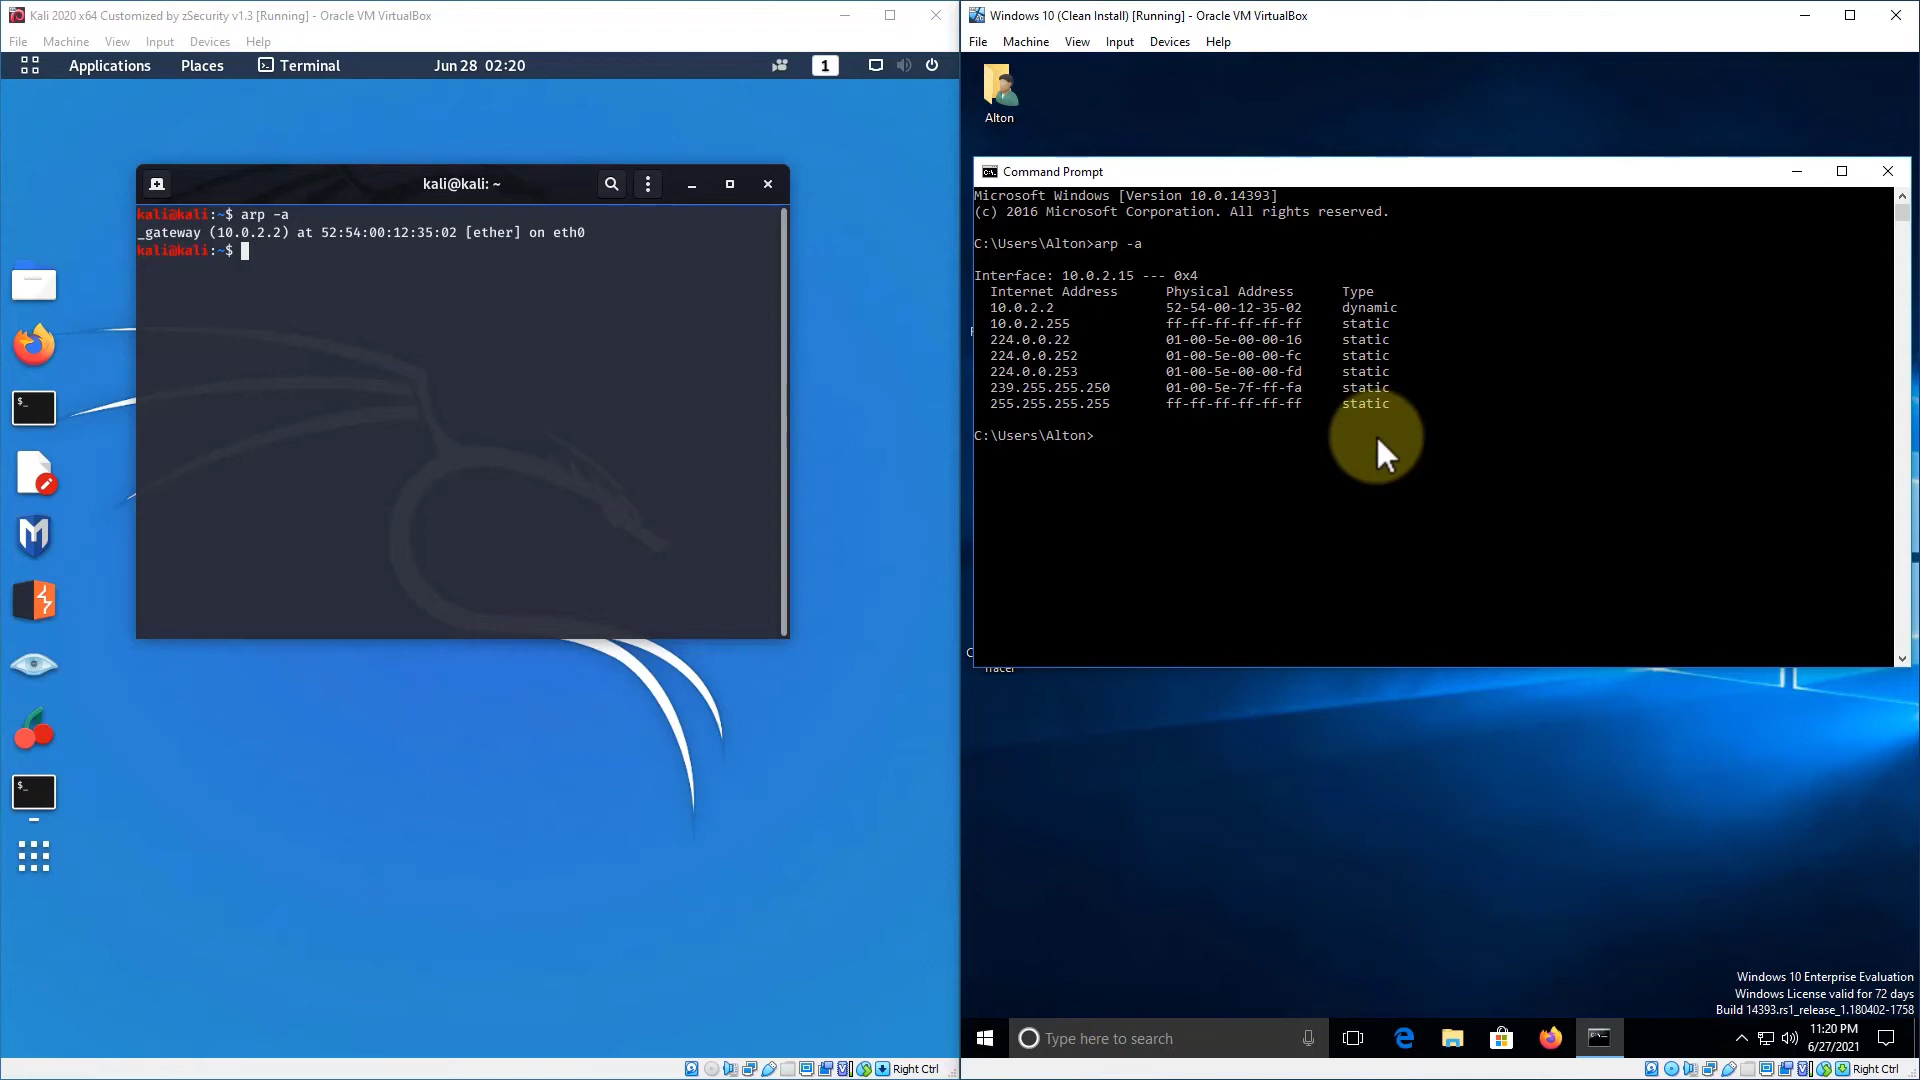 Kali 2020 x64 Customized by zSecurity v1.3 [Running] - Oracle VM VirtualBox
File Machine View Input Devices Help
Applications Places Terminal Jun 28 02:20 1
kali@kali: ~
kali@kali:~$ arp -a
_gateway (10.0.2.2) at 52:54:00:12:35:02 [ether] on eth0
kali@kali:~$
Right Ctrl
Windows 10 (Clean Install) [Running] - Oracle VM VirtualBox
File Machine View Input Devices Help
Alton
Command Prompt
Microsoft Windows [Version 10.0.14393]
(c) 2016 Microsoft Corporation. All rights reserved.
C:\Users\Alton>arp -a
Interface: 10.0.2.15 --- 0x4
Internet Address Physical Address Type
10.0.2.2 52-54-00-12-35-02 dynamic
10.0.2.255 ff-ff-ff-ff-ff-ff static
224.0.0.22 01-00-5e-00-00-16 static
224.0.0.252 01-00-5e-00-00-fc static
224.0.0.253 01-00-5e-00-00-fd static
239.255.255.250 01-00-5e-7f-ff-fa static
255.255.255.255 ff-ff-ff-ff-ff-ff static
C:\Users\Alton>
Tracer
Windows 10 Enterprise Evaluation
Windows License valid for 72 days
Build 14393.rs1_release_1.180402-1758
Type here to search
11:20 PM
6/27/2021
Right Ctrl